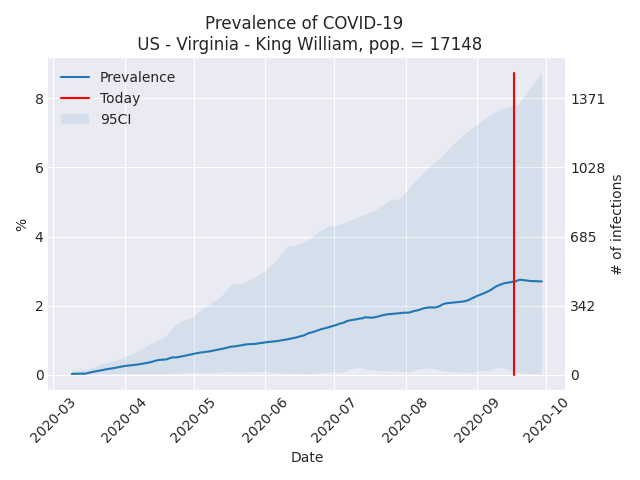 Prevalence of COVID-19
US - Virginia - King William, pop. = 17148
Prevalence
Today
95CI
%
8
6
4
2
0
1371
1028
685
342
0
# of infections
2020-03
2020-04
2020-05
2020-06
2020-07
2020-08
2020-09
2020-10
Date